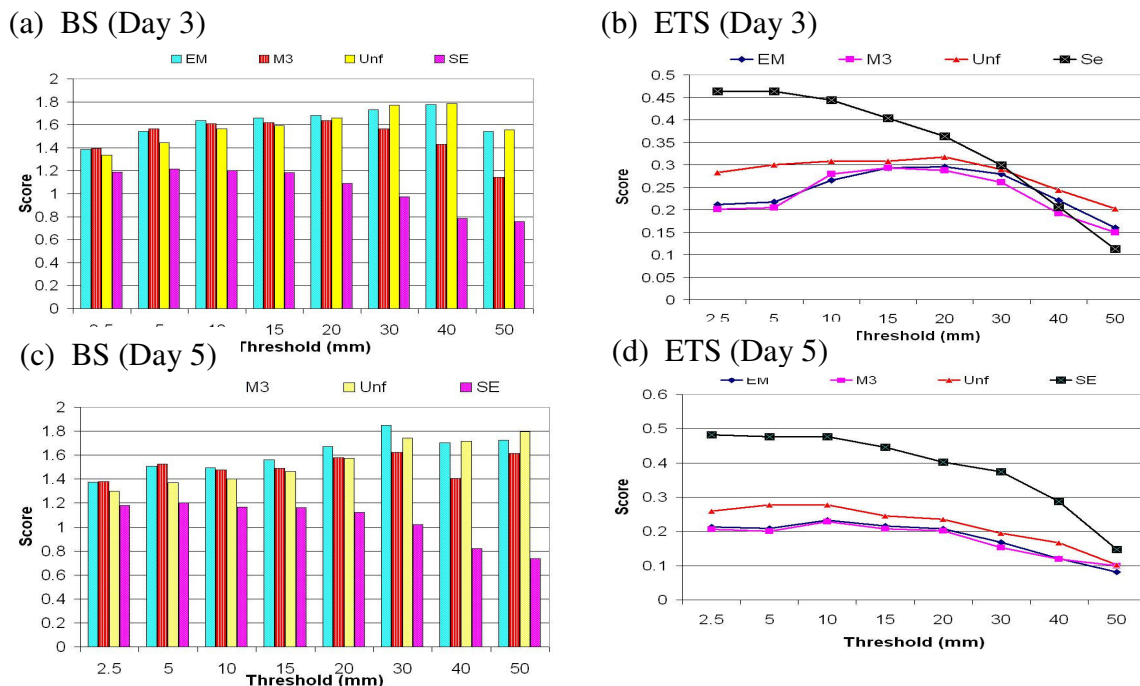 (a) BS (Day 3)
EM M3 Unf SE
2
1.8
1.6
1.4
1.2
1
0.8
0.6
0.4
0.2
0
Score
2.5 5 10 15 20 30 40 50
Threshold (mm)
(b) ETS (Day 3)
EM M3 Unf Se
0.5
0.45
0.4
0.35
0.3
0.25
0.2
0.15
0.1
0.05
0
Score
2.5 5 10 15 20 30 40 50
Threshold (mm)
(c) BS (Day 5)
M3 Unf SE
2
1.8
1.6
1.4
1.2
1
0.8
0.6
0.4
0.2
0
Score
2.5 5 10 15 20 30 40 50
Threshold (mm)
(d) ETS (Day 5)
EM M3 Unf SE
0.6
0.5
0.4
0.3
0.2
0.1
0
Score
2.5 5 10 15 20 30 40 50
Threshold (mm)